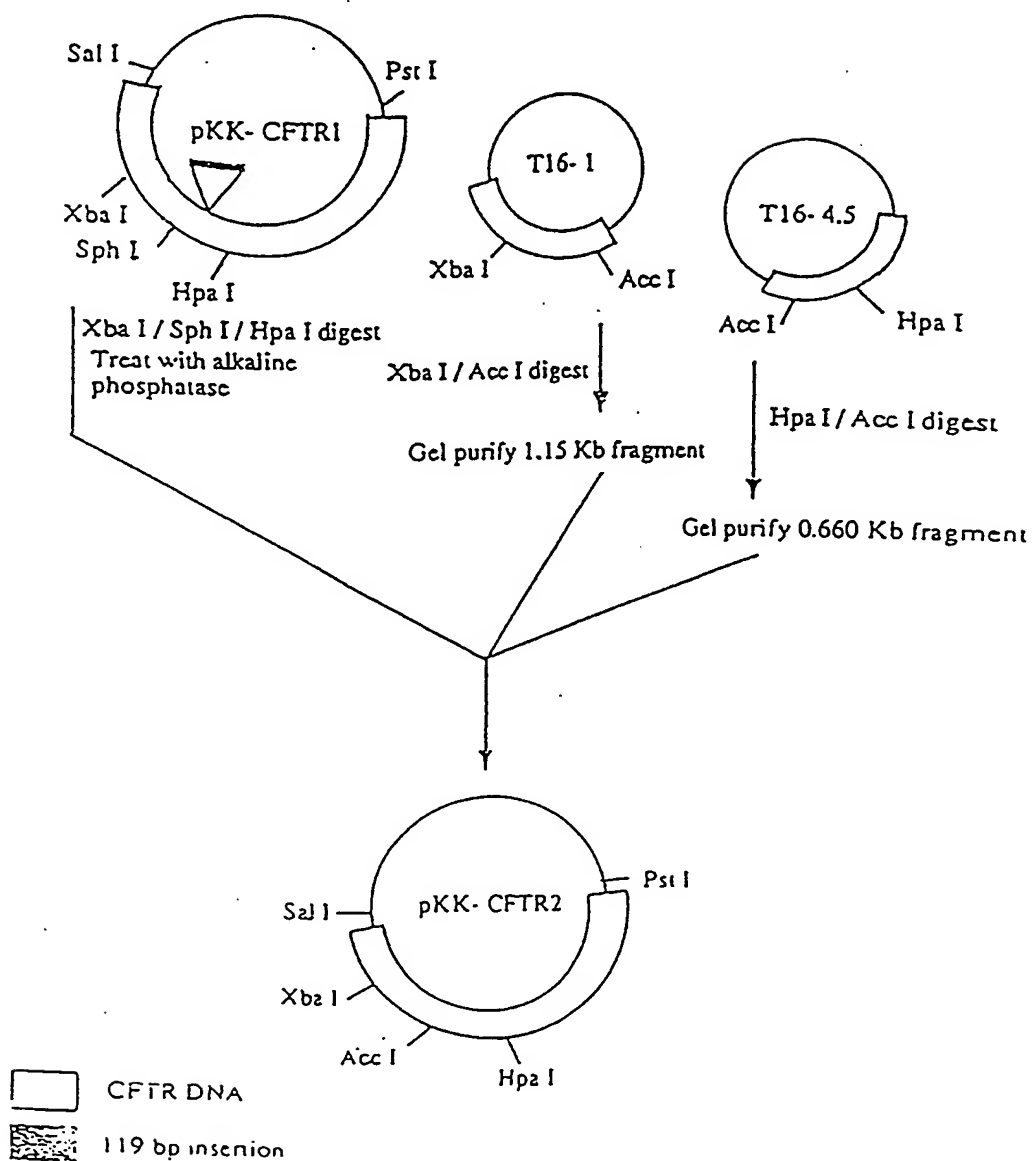 Sal I
Pst I
pKK- CFTR1
Xba I
Sph I
Hpa I
T16- 1
Xba I
Acc I
T16- 4.5
Acc I
Hpa I
Xba I / Sph I / Hpa I digest
Treat with alkaline
phosphatase
Xba I / Acc I digest
Hpa I / Acc I digest
Gel purify 1.15 Kb fragment
Gel purify 0.660 Kb fragment
Sal I
Pst I
pKK- CFTR2
Xba I
Acc I
Hpa I
CFTR DNA
119 bp insertion